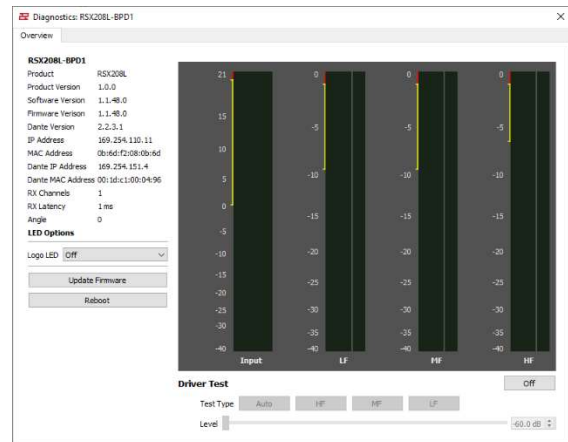 Diagnostics: RSX208L-BPD1
Overview
RSX208L-BPD1
Product RSX208L
Product Version 1.0.0
Software Version 1.1.48.0
Firmware Verison 1.1.48.0
Dante Version 2.2.3.1
IP Address 169.254.110.11
MAC Address 0b:6d:f2:08:0b:6d
Dante IP Address 169.254.151.4
Dante MAC Address 00:1d:c1:00:04:96
RX Channels 1
RX Latency 1 ms
Angle 0
LED Options
Logo LED Off
Update Firmware
Reboot
21 0 0 0
15 -5 -5 -5
10 -10 -10 -10
5 -15 -15 -15
0 -20 -20 -20
-5 -25 -25 -25
-10 -30 -30 -30
-15 -35 -35 -35
-20 -40 -40 -40
-25
-30
-40
Input LF MF HF
Driver Test Off
Test Type Auto HF MF LF
Level -60.0 dB